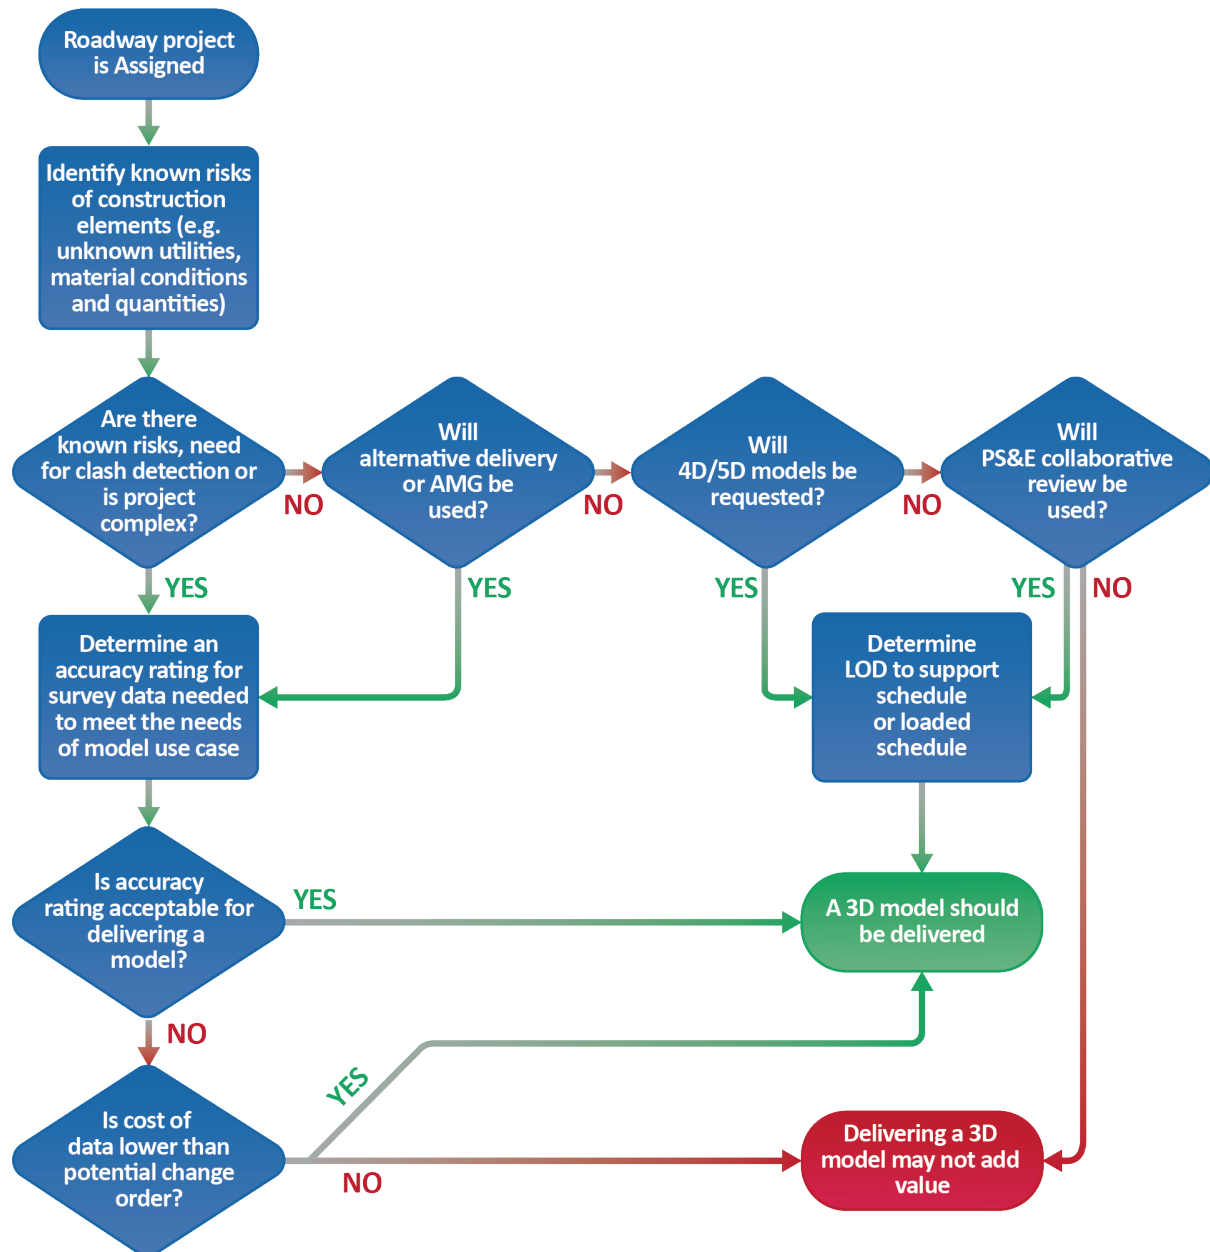 Roadway project
is Assigned
Identify known risks
of construction
elements (e.g.
unknown utilities,
material conditions
and quantities)
Are there
known risks, need
for clash detection or
is project
complex?
NO
Will
alternative delivery
or AMG be
used?
NO
Will
4D/5D models be
requested?
NO
Will
PS&E collaborative
review be
used?
YES
YES
YES
YES
NO
Determine an
accuracy rating for
survey data needed
to meet the needs
of model use case
Determine
LOD to support
schedule
or loaded
schedule
Is accuracy
rating acceptable for
delivering a
model?
YES
A 3D model should
be delivered
NO
YES
Is cost of
data lower than
potential change
order?
NO
Delivering a 3D
model may not add
value